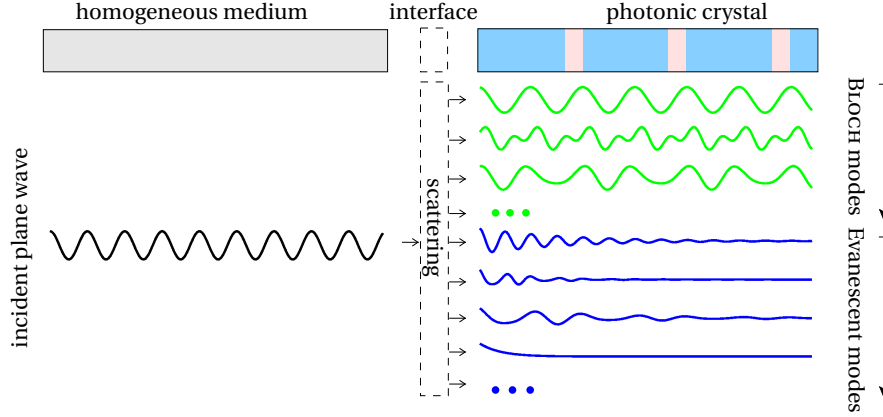 homogeneous medium
interface
photonic crystal
incident plane wave
scattering
BLOCH modes
Evanescent modes